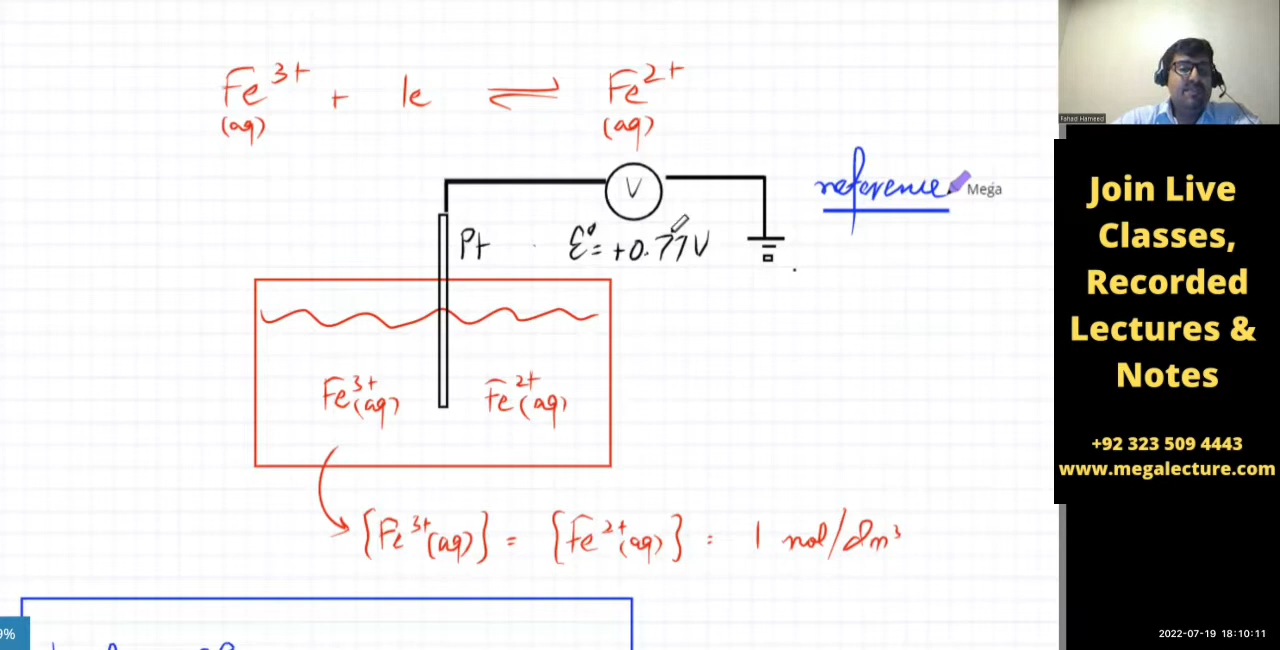 Fe³⁺ + 1e ⇌ Fe²⁺
(aq) (aq)
V
reference
Mega
Pt
E°= +0.77V
Fe³⁺(aq) Fe²⁺(aq)
[Fe³⁺(aq)] = [Fe²⁺(aq)] = 1 mol/dm³
9%
Fahad Hameed
Join Live
Classes,
Recorded
Lectures &
Notes
+92 323 509 4443
www.megalecture.com
2022-07-19 18:10:11